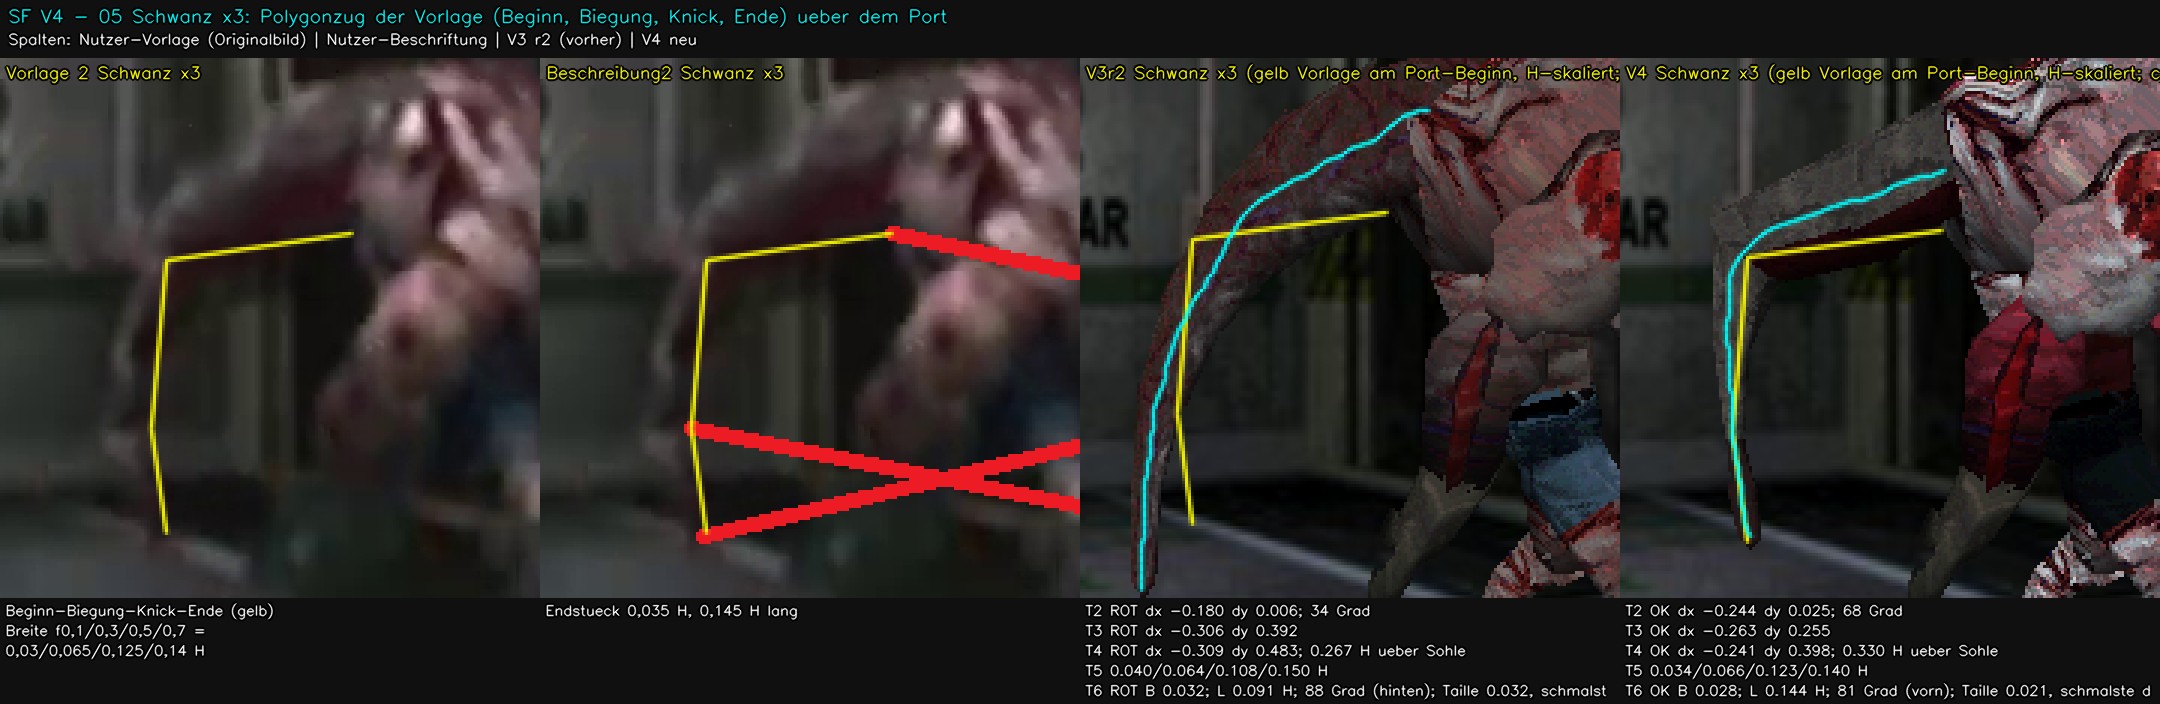 SF V4 – 05 Schwanz x3: Polygonzug der Vorlage (Beginn, Biegung, Knick, Ende) ueber dem Port
Spalten: Nutzer-Vorlage (Originalbild) | Nutzer-Beschriftung | V3 r2 (vorher) | V4 neu
Vorlage 2 Schwanz x3
Beschreibung2 Schwanz x3
V3r2 Schwanz x3 (gelb Vorlage am Port-Beginn, H-skaliert;
V4 Schwanz x3 (gelb Vorlage am Port-Beginn, H-skaliert; c
AR
AR
Beginn-Biegung-Knick-Ende (gelb)
Breite f0,1/0,3/0,5/0,7 =
0,03/0,065/0,125/0,14 H
Endstueck 0,035 H, 0,145 H lang
T2 ROT dx -0.180 dy 0.006; 34 Grad
T3 ROT dx -0.306 dy 0.392
T4 ROT dx -0.309 dy 0.483; 0.267 H ueber Sohle
T5 0.040/0.064/0.108/0.150 H
T6 ROT B 0.032; L 0.091 H; 88 Grad (hinten); Taille 0.032, schmalst
T2 OK dx -0.244 dy 0.025; 68 Grad
T3 OK dx -0.263 dy 0.255
T4 OK dx -0.241 dy 0.398; 0.330 H ueber Sohle
T5 0.034/0.066/0.123/0.140 H
T6 OK B 0.028; L 0.144 H; 81 Grad (vorn); Taille 0.021, schmalste d